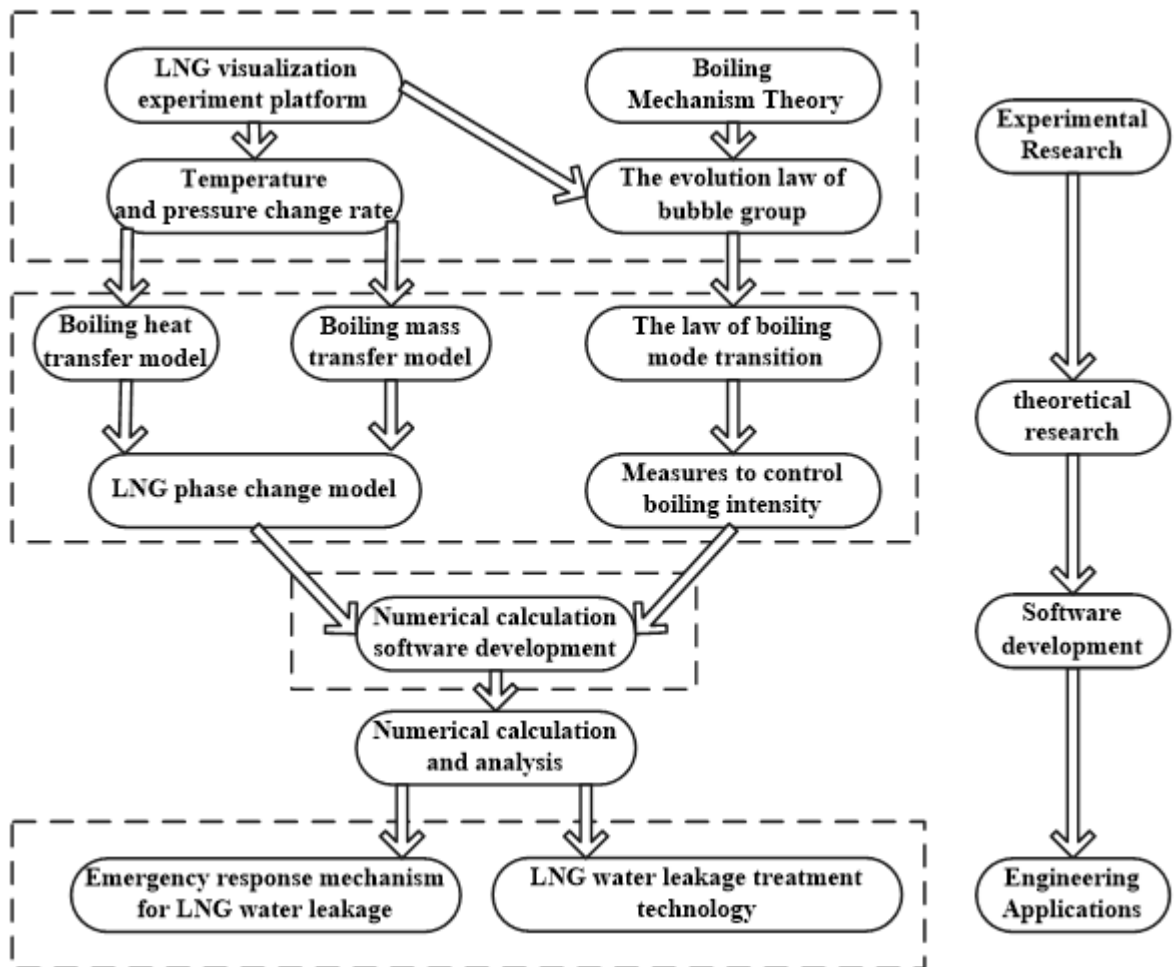 LNG visualization
experiment platform
Boiling
Mechanism Theory
Temperature
and pressure change rate
The evolution law of
bubble group
Boiling heat
transfer model
Boiling mass
transfer model
The law of boiling
mode transition
LNG phase change model
Measures to control
boiling intensity
Numerical calculation
software development
Numerical calculation
and analysis
Emergency response mechanism
for LNG water leakage
LNG water leakage treatment
technology
Experimental
Research
theoretical
research
Software
development
Engineering
Applications